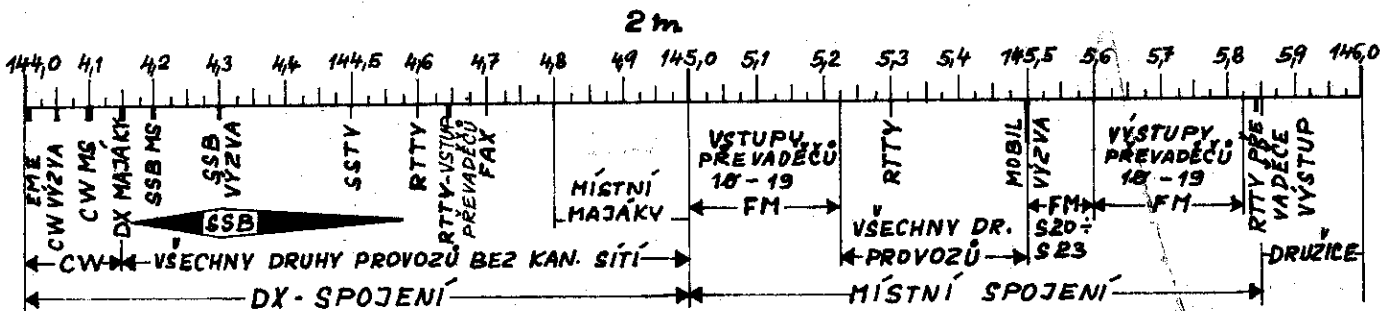 2 m
144,0 4,1 4,2 4,3 4,4 144,5 4,6 4,7 4,8 4,9 145,0 5,1 5,2 5,3 5,4 145,5 5,6 5,7 5,8 5,9 146,0
EME
CW VÝZVA
CW MS
DX MAJÁKY
SSB MS
SSB
VÝZVA
SSTV
RTTY
RTTY-VSTUP
PŘEVADĚČŮ
FAX
MÍSTNÍ
MAJÁKY
VSTUPY
PŘEVADĚČŮ
10-19
FM
RTTY
MOBIL
VÝZVA
VÝSTUPY
PŘEVADĚČŮ
10-19
FM
RTTY PŘE-
VADĚČE
VÝSTUP
SSB
VŠECHNY DR.
PROVOZŮ
FM
S20÷
S23
CW
VŠECHNY DRUHY PROVOZŮ BEZ KAN. SÍTÍ
DRUŽICE
DX-SPOJENÍ
MÍSTNÍ SPOJENÍ